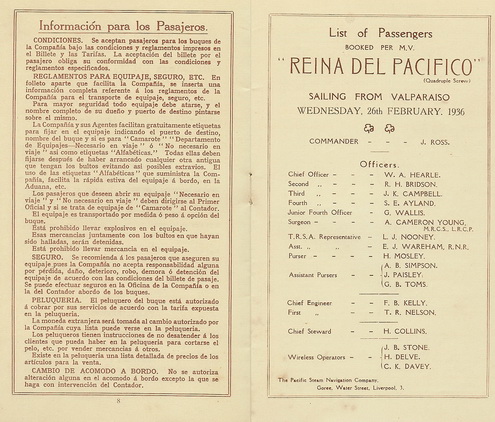 Información para los Pasajeros.
CONDICIONES. Se aceptan pasajeros para los buques de
la Compañía bajo las condiciones y reglamentos impresos en
el Billete y las Tarifas. La aceptación del billete por el
pasajero obliga su conformidad con las condiciones y
reglamentos especificados.
REGLAMENTOS PARA EQUIPAJE, SEGURO, ETC. En
folleto aparte que facilita la Compañía, se inserta una
información completa referente á los reglamentos de la
Compañía para el transporte de equipaje, seguro, etc.
Para mayor seguridad todo equipaje debe atarse, y el
nombre completo de su dueño y puerto de destino pintarse
sobre el mismo.
La Compañía y sus Agentes facilitan gratuitamente etiquetas
para fijar en el equipaje indicando el puerto de destino,
nombre del buque y si es para "Camarote" "Departamento
de Equipajes—Necesario en viaje" ó "No necesario en
viaje" así como etiquetas "Alfabéticas." Todas ellas deben
fijarse después de haber arrancado cualquier otra antigua
que tengan los bultos evitando así posibles extravíos. El
uso de las etiquetas "Alfabéticas" que suministra la Com-
pañía, facilita la rápida estiva del equipaje á bordo, en la
Aduana, etc.
Los pasajeros que deseen abrir su equipaje "Necesario en
viaje" y "No necesario en viaje" deben dirigirse al Primer
Oficial y si se trata de equipaje de "Camarote" al Contador.
El equipaje es transportado por medida ó peso á opción del
buque.
Está prohibido llevar explosivos en el equipaje.
Esas mercancías juntamente con los bultos en que hayan
sido halladas, serán detenidas.
Está prohibido llevar mercancía en el equipaje.
SEGURO. Se recomienda á los pasajeros que aseguren su
equipaje pues la Compañía no acepta responsabilidad alguna
por pérdida, daño, deterioro, robo, demora ó detención del
equipaje de acuerdo con las condiciones del billete de pasaje.
Se puede efectuar seguros en la Oficina de la Compañía o en
la del Contador abordo de los buques.
PELUQUERIA. El peluquero del buque está autorizado
á cobrar por sus servicios de acuerdo con la tarifa expuesta
en la peluquería.
La moneda extranjera será tomada al cambio autorizado por
la Compañía cuya lista puede verse en la peluquería.
Los peluqueros tienen instrucciones de no desatender á los
clientes que pueda haber en la peluquería para cortarse el
pelo, etc. por vender mercancías á otros.
Existe en la peluquería una lista detallada de precios de los
artículos para la venta.
CAMBIO DE ACOMODO A BORDO. No se autoriza
alteración alguna en el acomodo á bordo excepto la que se
haga con intervención del Contador.
8
List of Passengers
BOOKED PER M.V.
"REINA DEL PACIFICO"
(Quadruple Screw)
SAILING FROM VALPARAISO
WEDNESDAY, 26th FEBRUARY, 1936
COMMANDER - - - J. ROSS.
Officers.
Chief Officer - - - W. A. HEARLE.
Second ,, - - - R. H. BRIDSON.
Third ,, - - - J. K. CAMPBELL.
Fourth ,, - - - S. E. AYLAND.
Junior Fourth Officer - G. WALLIS.
Surgeon - - - A. CAMERON YOUNG,
M.R.C.S., L.R.C.P.
T.R.S.A. Representative - L. J. NOONEY.
Asst. ,, ,, - E. J. WAREHAM, R.N.R.
Purser - - - - H. MOSLEY.
A. B. SIMPSON.
Assistant Pursers - - J. PAISLEY.
G. B. TOMS.
Chief Engineer - - F. B. KELLY.
First ,, - - T. R. NELSON.
Chief Steward - - H. COLLINS.
J. B. STONE.
Wireless Operators - - H. DELVE.
C. K. DAVEY.
The Pacific Steam Navigation Company,
Goree, Water Street, Liverpool, 3.